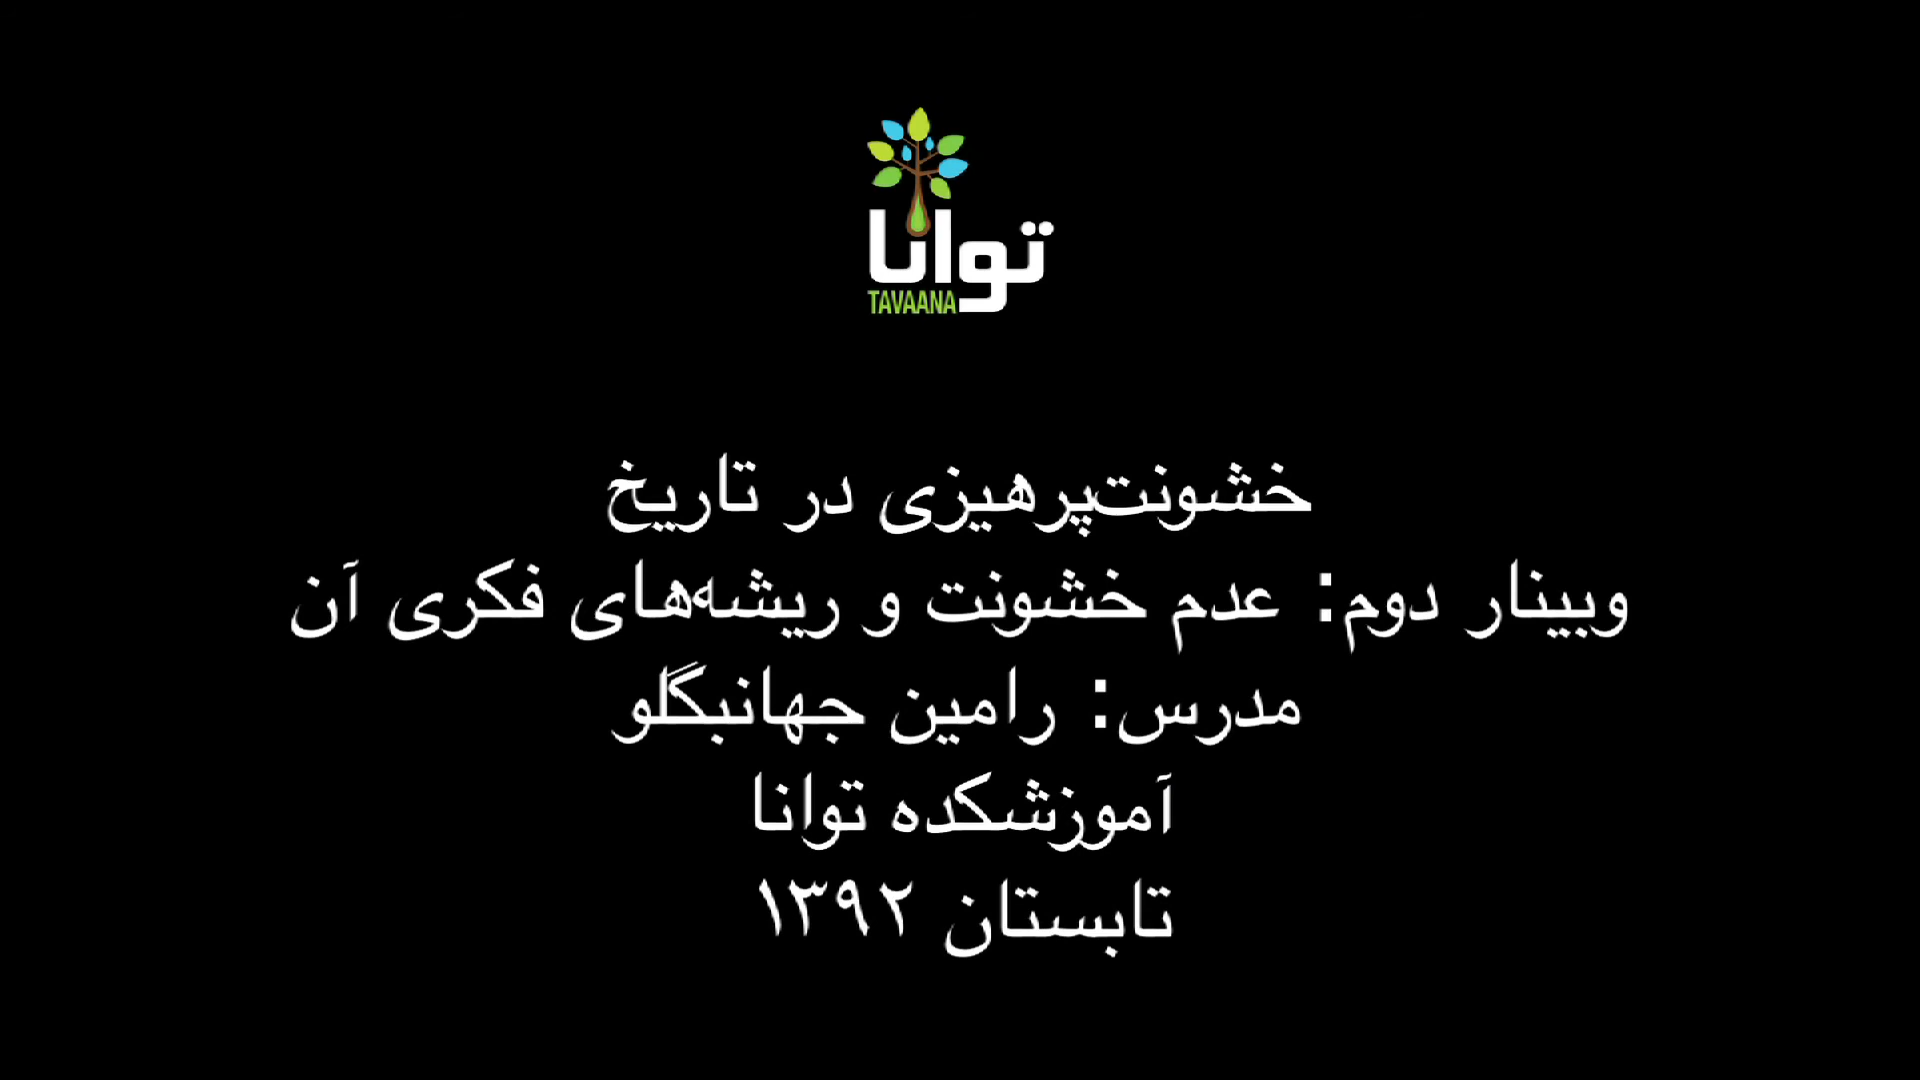 توانا
TAVAANA
خشونت‌پرهیزی در تاریخ
وبینار دوم: عدم خشونت و ریشه‌های فکری آن
مدرس: رامین جهانبگلو
آموزشکده توانا
تابستان ۱۳۹۲